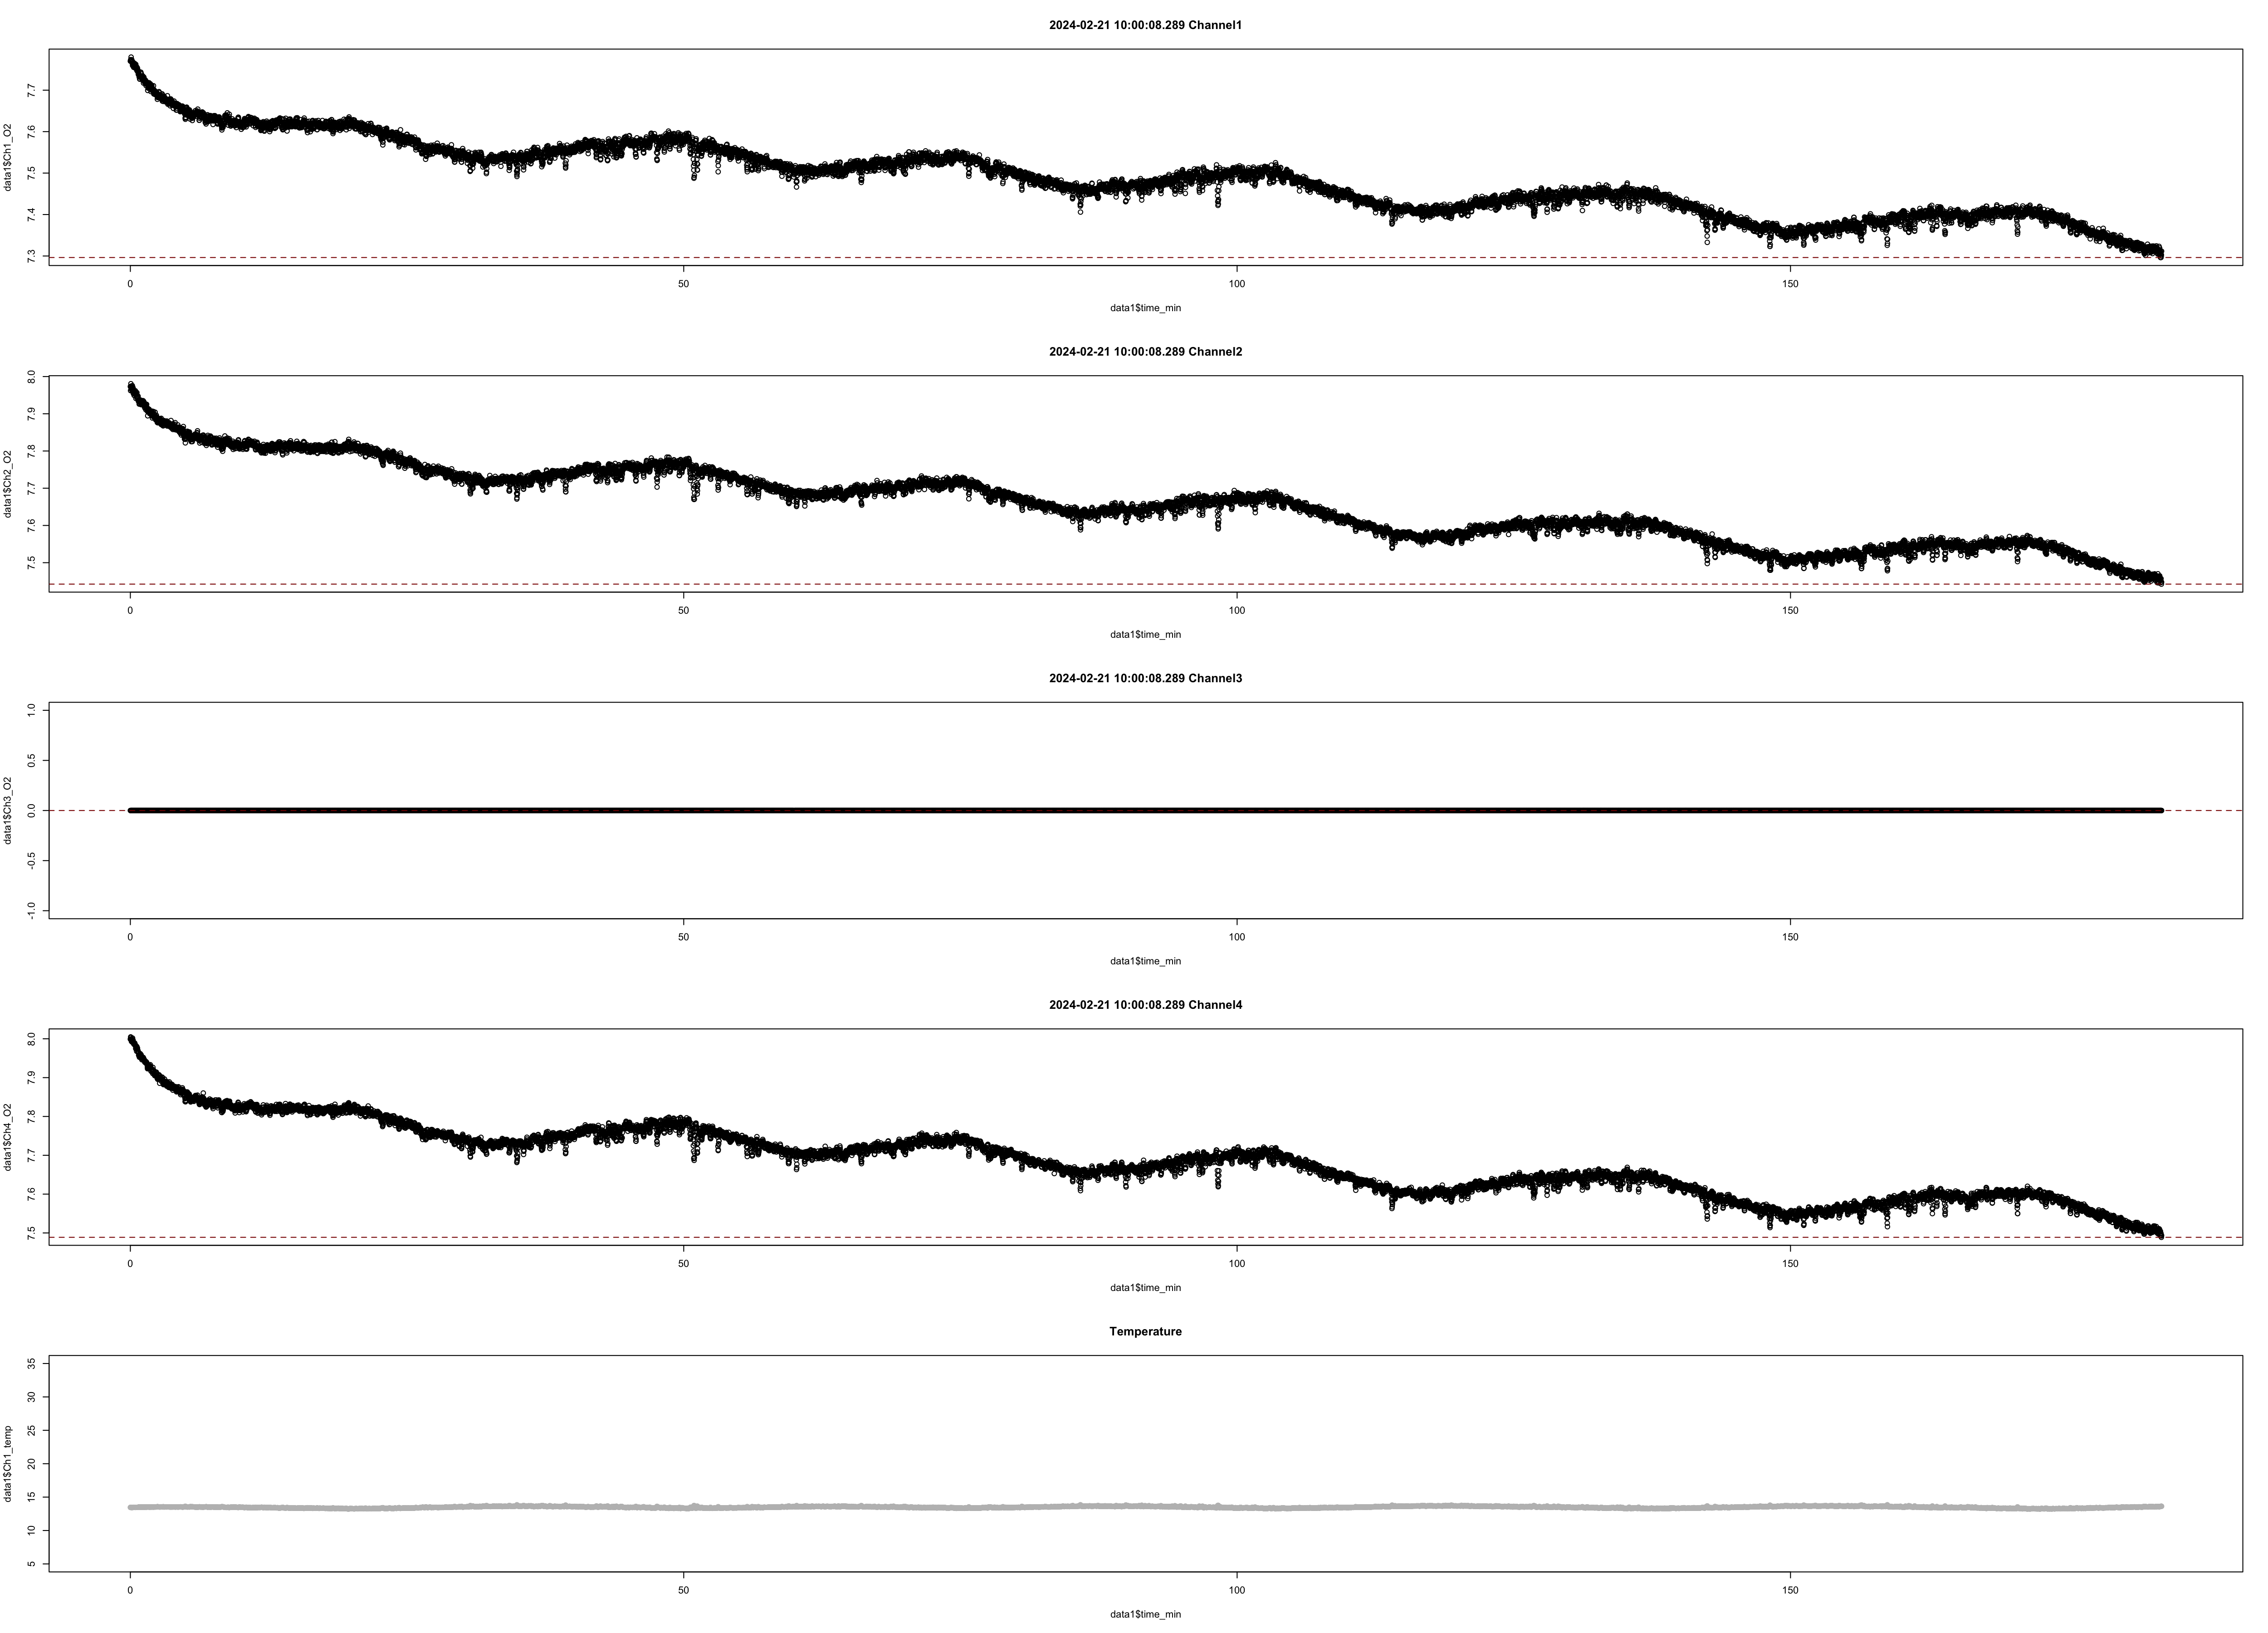 2024-02-21 10:00:08.289 Channel1
data1$Ch1_O2
7.7
7.6
7.5
7.4
7.3
0 50 100 150
data1$time_min
2024-02-21 10:00:08.289 Channel2
data1$Ch2_O2
8.0
7.9
7.8
7.7
7.6
7.5
0 50 100 150
data1$time_min
2024-02-21 10:00:08.289 Channel3
data1$Ch3_O2
1.0
0.5
0.0
-0.5
-1.0
0 50 100 150
data1$time_min
2024-02-21 10:00:08.289 Channel4
data1$Ch4_O2
8.0
7.9
7.8
7.7
7.6
7.5
0 50 100 150
data1$time_min
Temperature
data1$Ch1_temp
35
30
25
20
15
10
5
0 50 100 150
data1$time_min